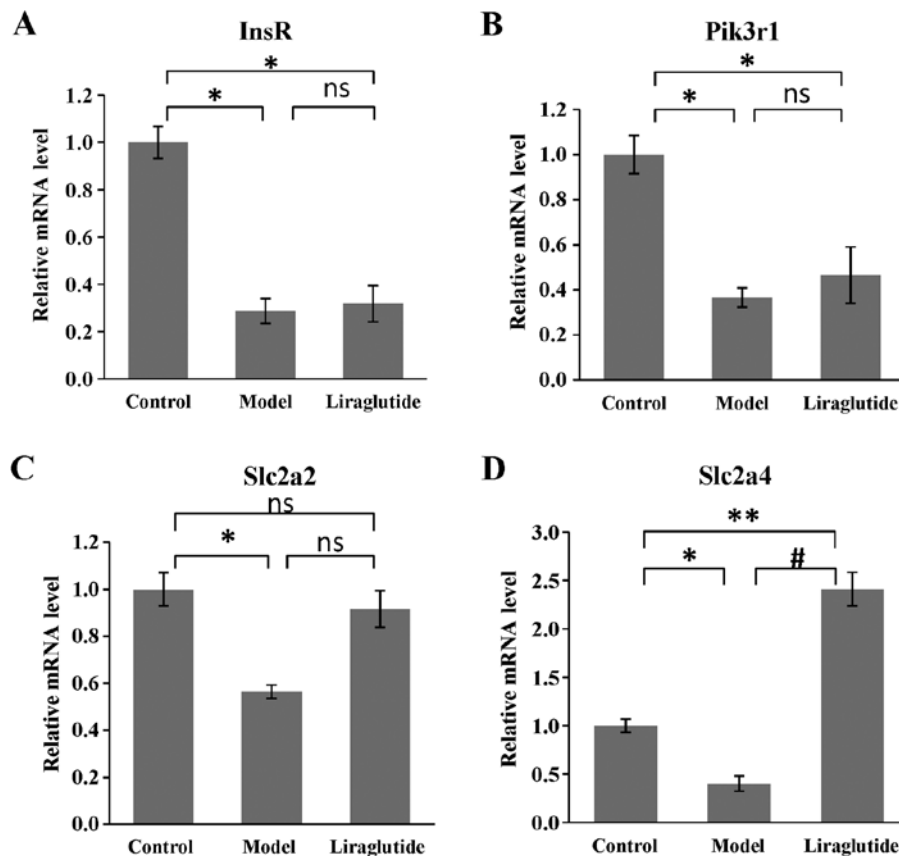 A
InsR
*
* ns
Relative mRNA level
1.2
1.0
0.8
0.6
0.4
0.2
0.0
Control Model Liraglutide
B
Pik3r1
*
* ns
Relative mRNA level
1.2
1.0
0.8
0.6
0.4
0.2
0.0
Control Model Liraglutide
C
Slc2a2
ns
* ns
Relative mRNA level
1.2
1.0
0.8
0.6
0.4
0.2
0.0
Control Model Liraglutide
D
Slc2a4
**
* #
Relative mRNA level
3.0
2.5
2.0
1.5
1.0
0.5
0.0
Control Model Liraglutide